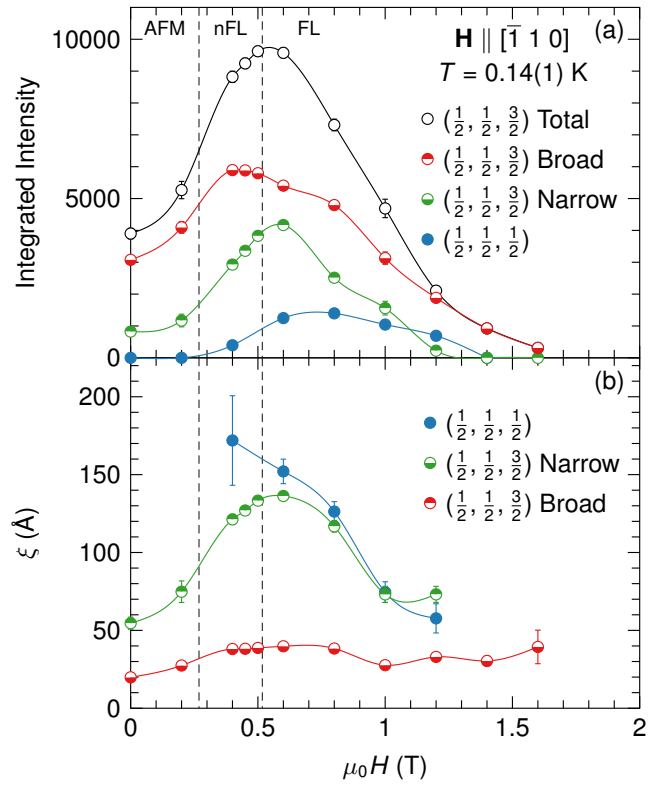 AFM nFL FL
(a)
H ∥ [1̅ 1 0]
T = 0.14(1) K
(1/2, 1/2, 3/2) Total
(1/2, 1/2, 3/2) Broad
(1/2, 1/2, 3/2) Narrow
(1/2, 1/2, 1/2)
Integrated Intensity
10000
5000
0
(b)
(1/2, 1/2, 1/2)
(1/2, 1/2, 3/2) Narrow
(1/2, 1/2, 3/2) Broad
ξ (Å)
200
150
100
50
0
0 0.5 1.0 1.6 2
μ₀H (T)